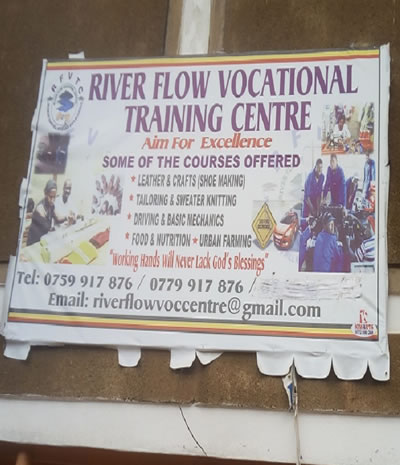 R.F.V.T.C
RIVER FLOW VOCATIONAL
TRAINING CENTRE
Aim For Excellence
SOME OF THE COURSES OFFERED
* LEATHER & CRAFTS (SHOE MAKING)
* TAILORING & SWEATER KNITTING
* DRIVING & BASIC MECHANICS
* FOOD & NUTRITION * URBAN FARMING
"Working Hands Will Never Lack God's Blessings"
Tel: 0759 917 876 / 0779 917 876 /
Email: riverflowvoccentre@gmail.com